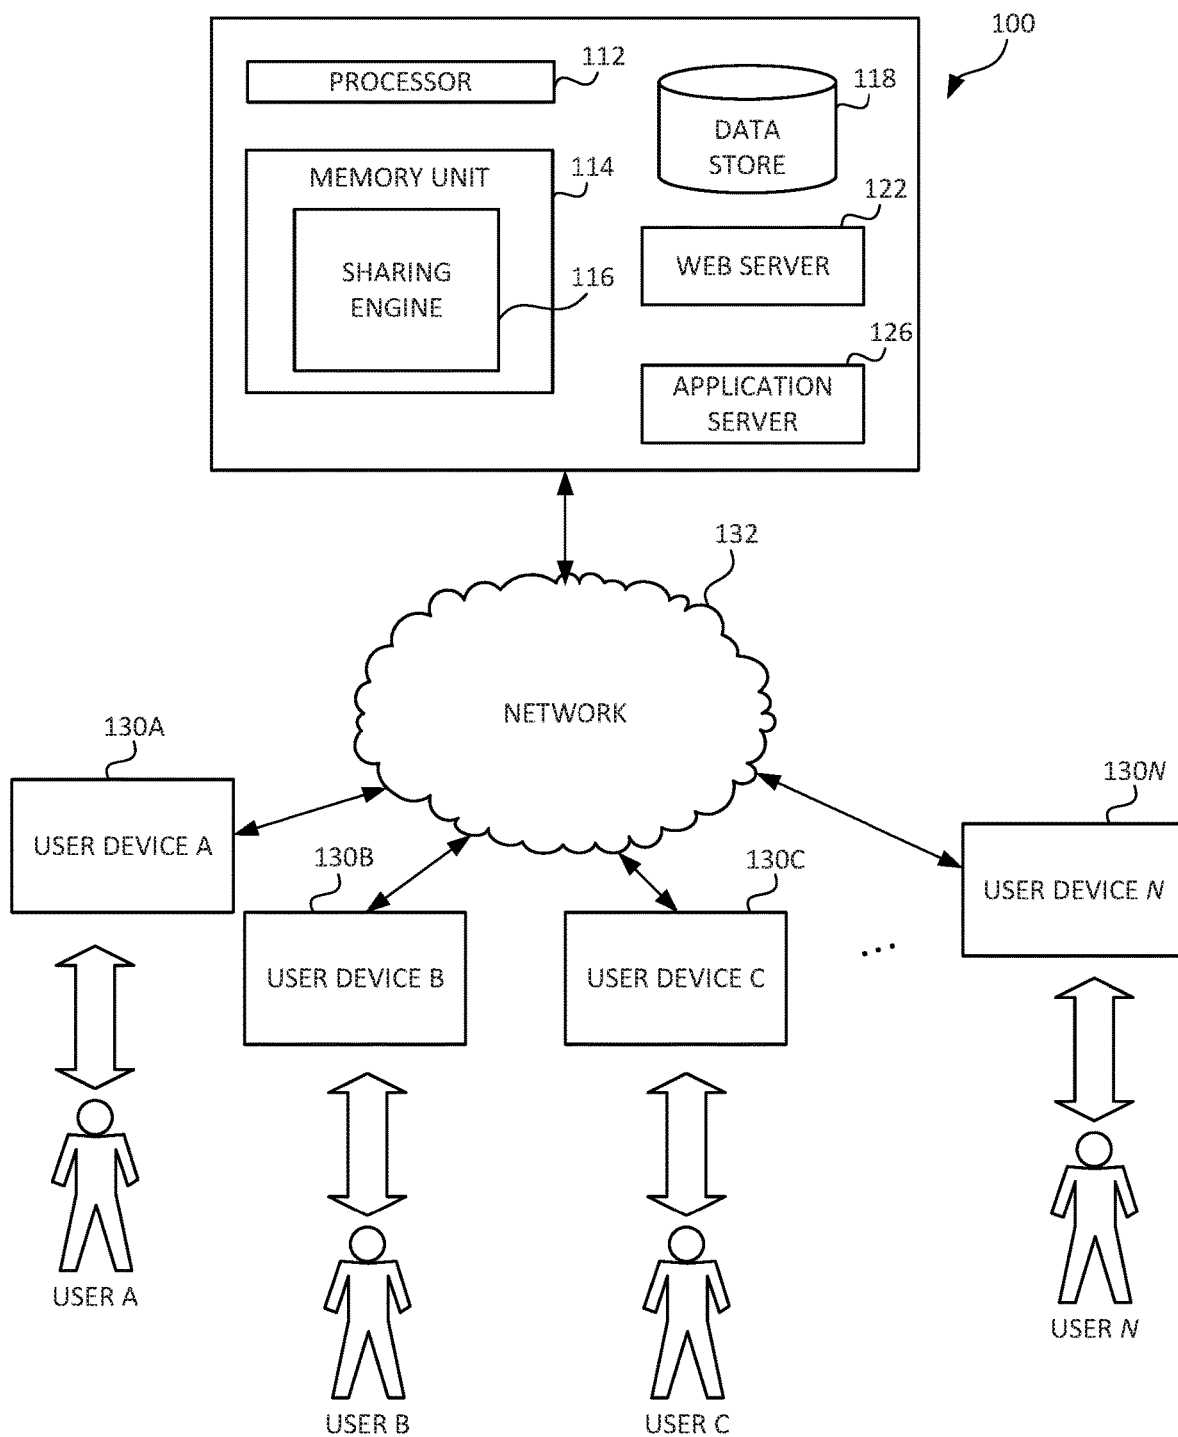 100
112
PROCESSOR
118
DATA
STORE
114
MEMORY UNIT
122
SHARING
ENGINE
116
WEB SERVER
126
APPLICATION
SERVER
132
NETWORK
130A
USER DEVICE A
130B
USER DEVICE B
130C
USER DEVICE C
...
130N
USER DEVICE N
USER A
USER B
USER C
USER N